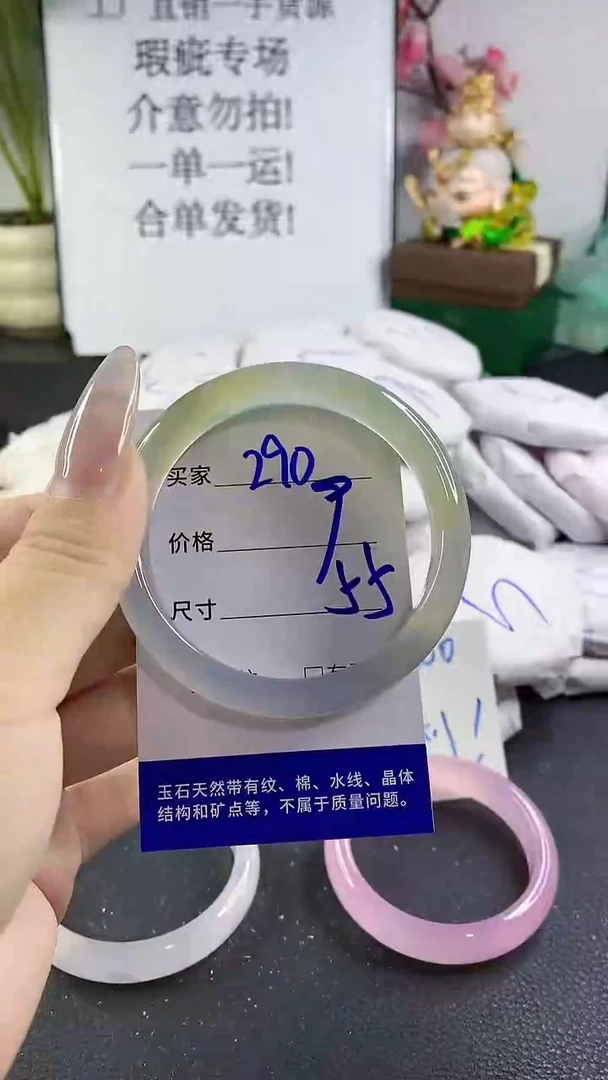 直销一手货源
瑕疵专场
介意勿拍!
一单一运!
合单发货!
买家 290
价格
尺寸 55
玉石天然带有纹、棉、水线、晶体
结构和矿点等，不属于质量问题。